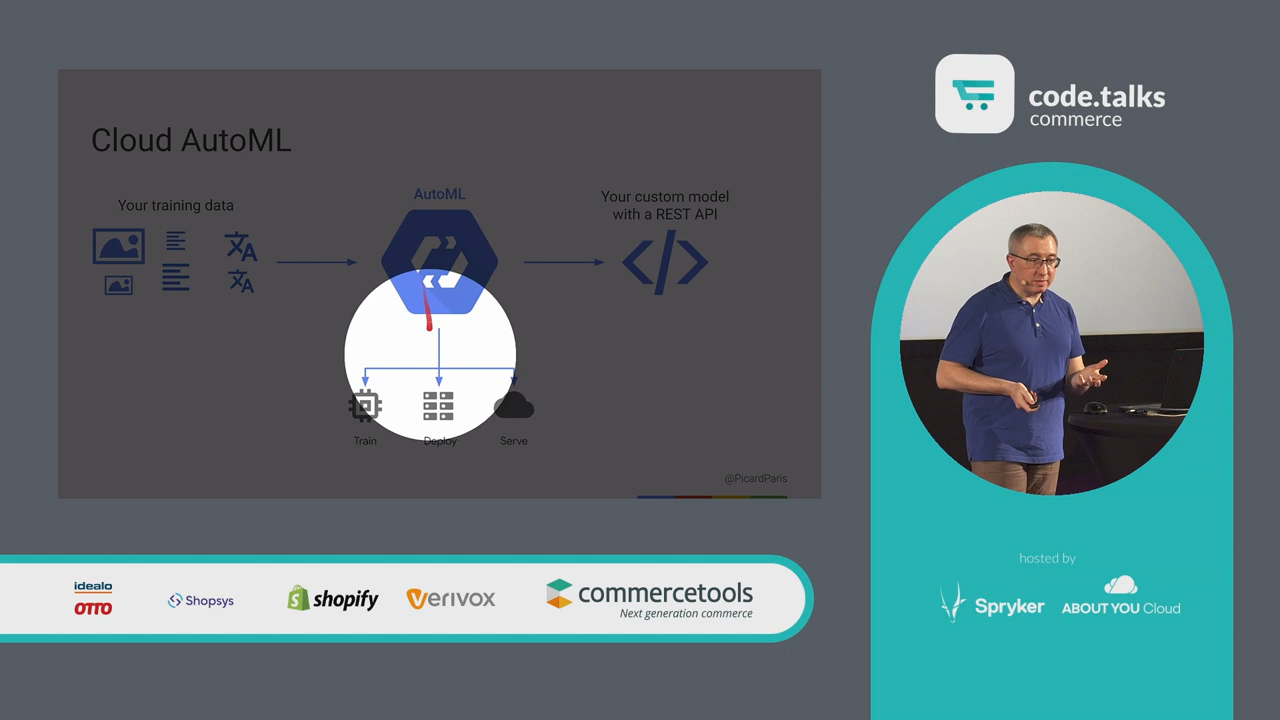 Cloud AutoML
Your training data
AutoML
Your custom model
with a REST API
Train
Deploy
Serve
@PicardParis
code.talks
commerce
hosted by
Spryker
ABOUT YOU Cloud
idealo
OTTO
Shopsys
shopify
VERIVOX
commercetools
Next generation commerce